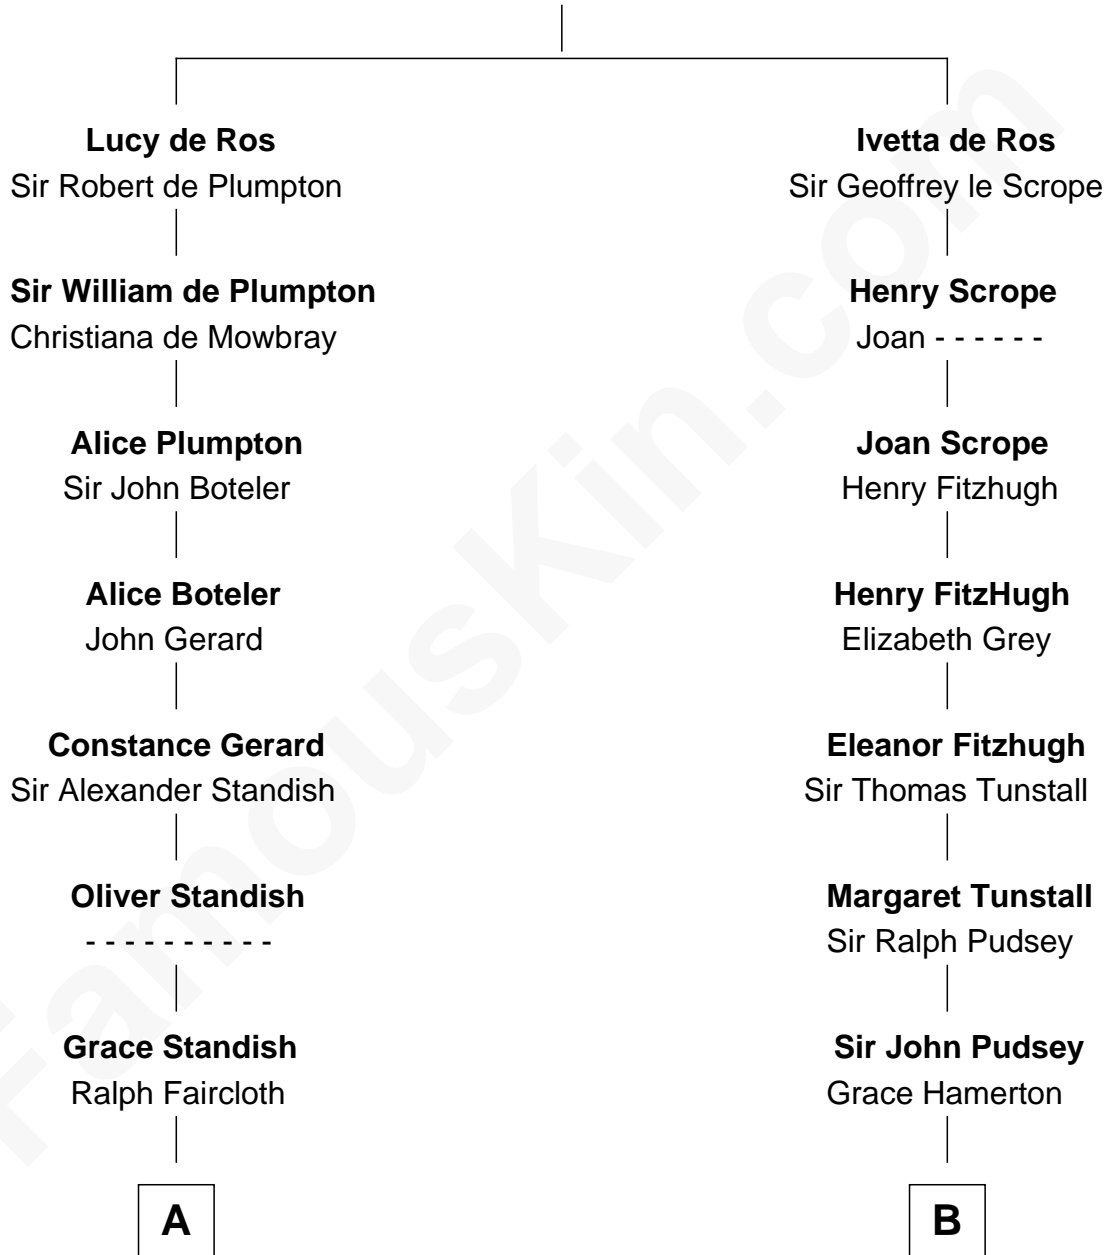 Lucy de Ros
Sir Robert de Plumpton
Ivetta de Ros
Sir Geoffrey le Scrope
Sir William de Plumpton
Christiana de Mowbray
Henry Scrope
Joan - - - - - -
Alice Plumpton
Sir John Boteler
Joan Scrope
Henry Fitzhugh
Alice Boteler
John Gerard
Henry FitzHugh
Elizabeth Grey
Constance Gerard
Sir Alexander Standish
Eleanor Fitzhugh
Sir Thomas Tunstall
Oliver Standish
- - - - - - - - - -
Margaret Tunstall
Sir Ralph Pudsey
Grace Standish
Ralph Faircloth
Sir John Pudsey
Grace Hamerton
A
B
FamousKin.com